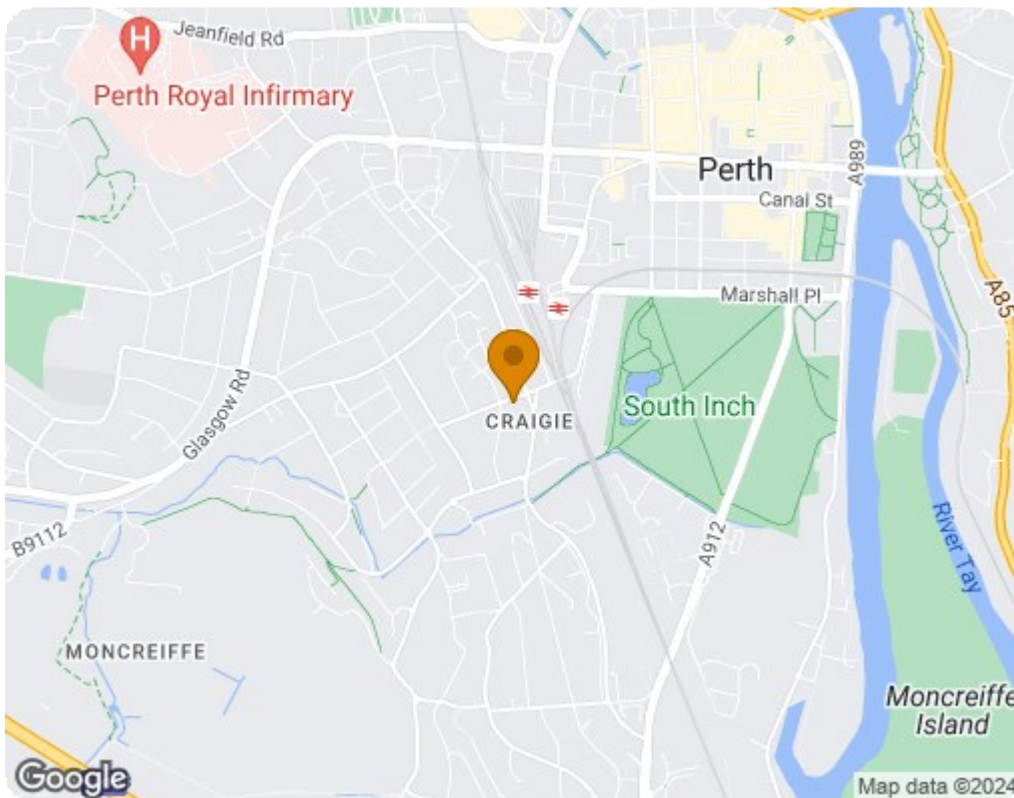 Jeanfield Rd
H
Perth Royal Infirmary
Perth
A989
Canal St
Marshall Pl
A85
Glasgow Rd
CRAIGIE
South Inch
B9112
A912
River Tay
MONCREIFFE
Moncreiffe
Island
Google
Map data ©2024